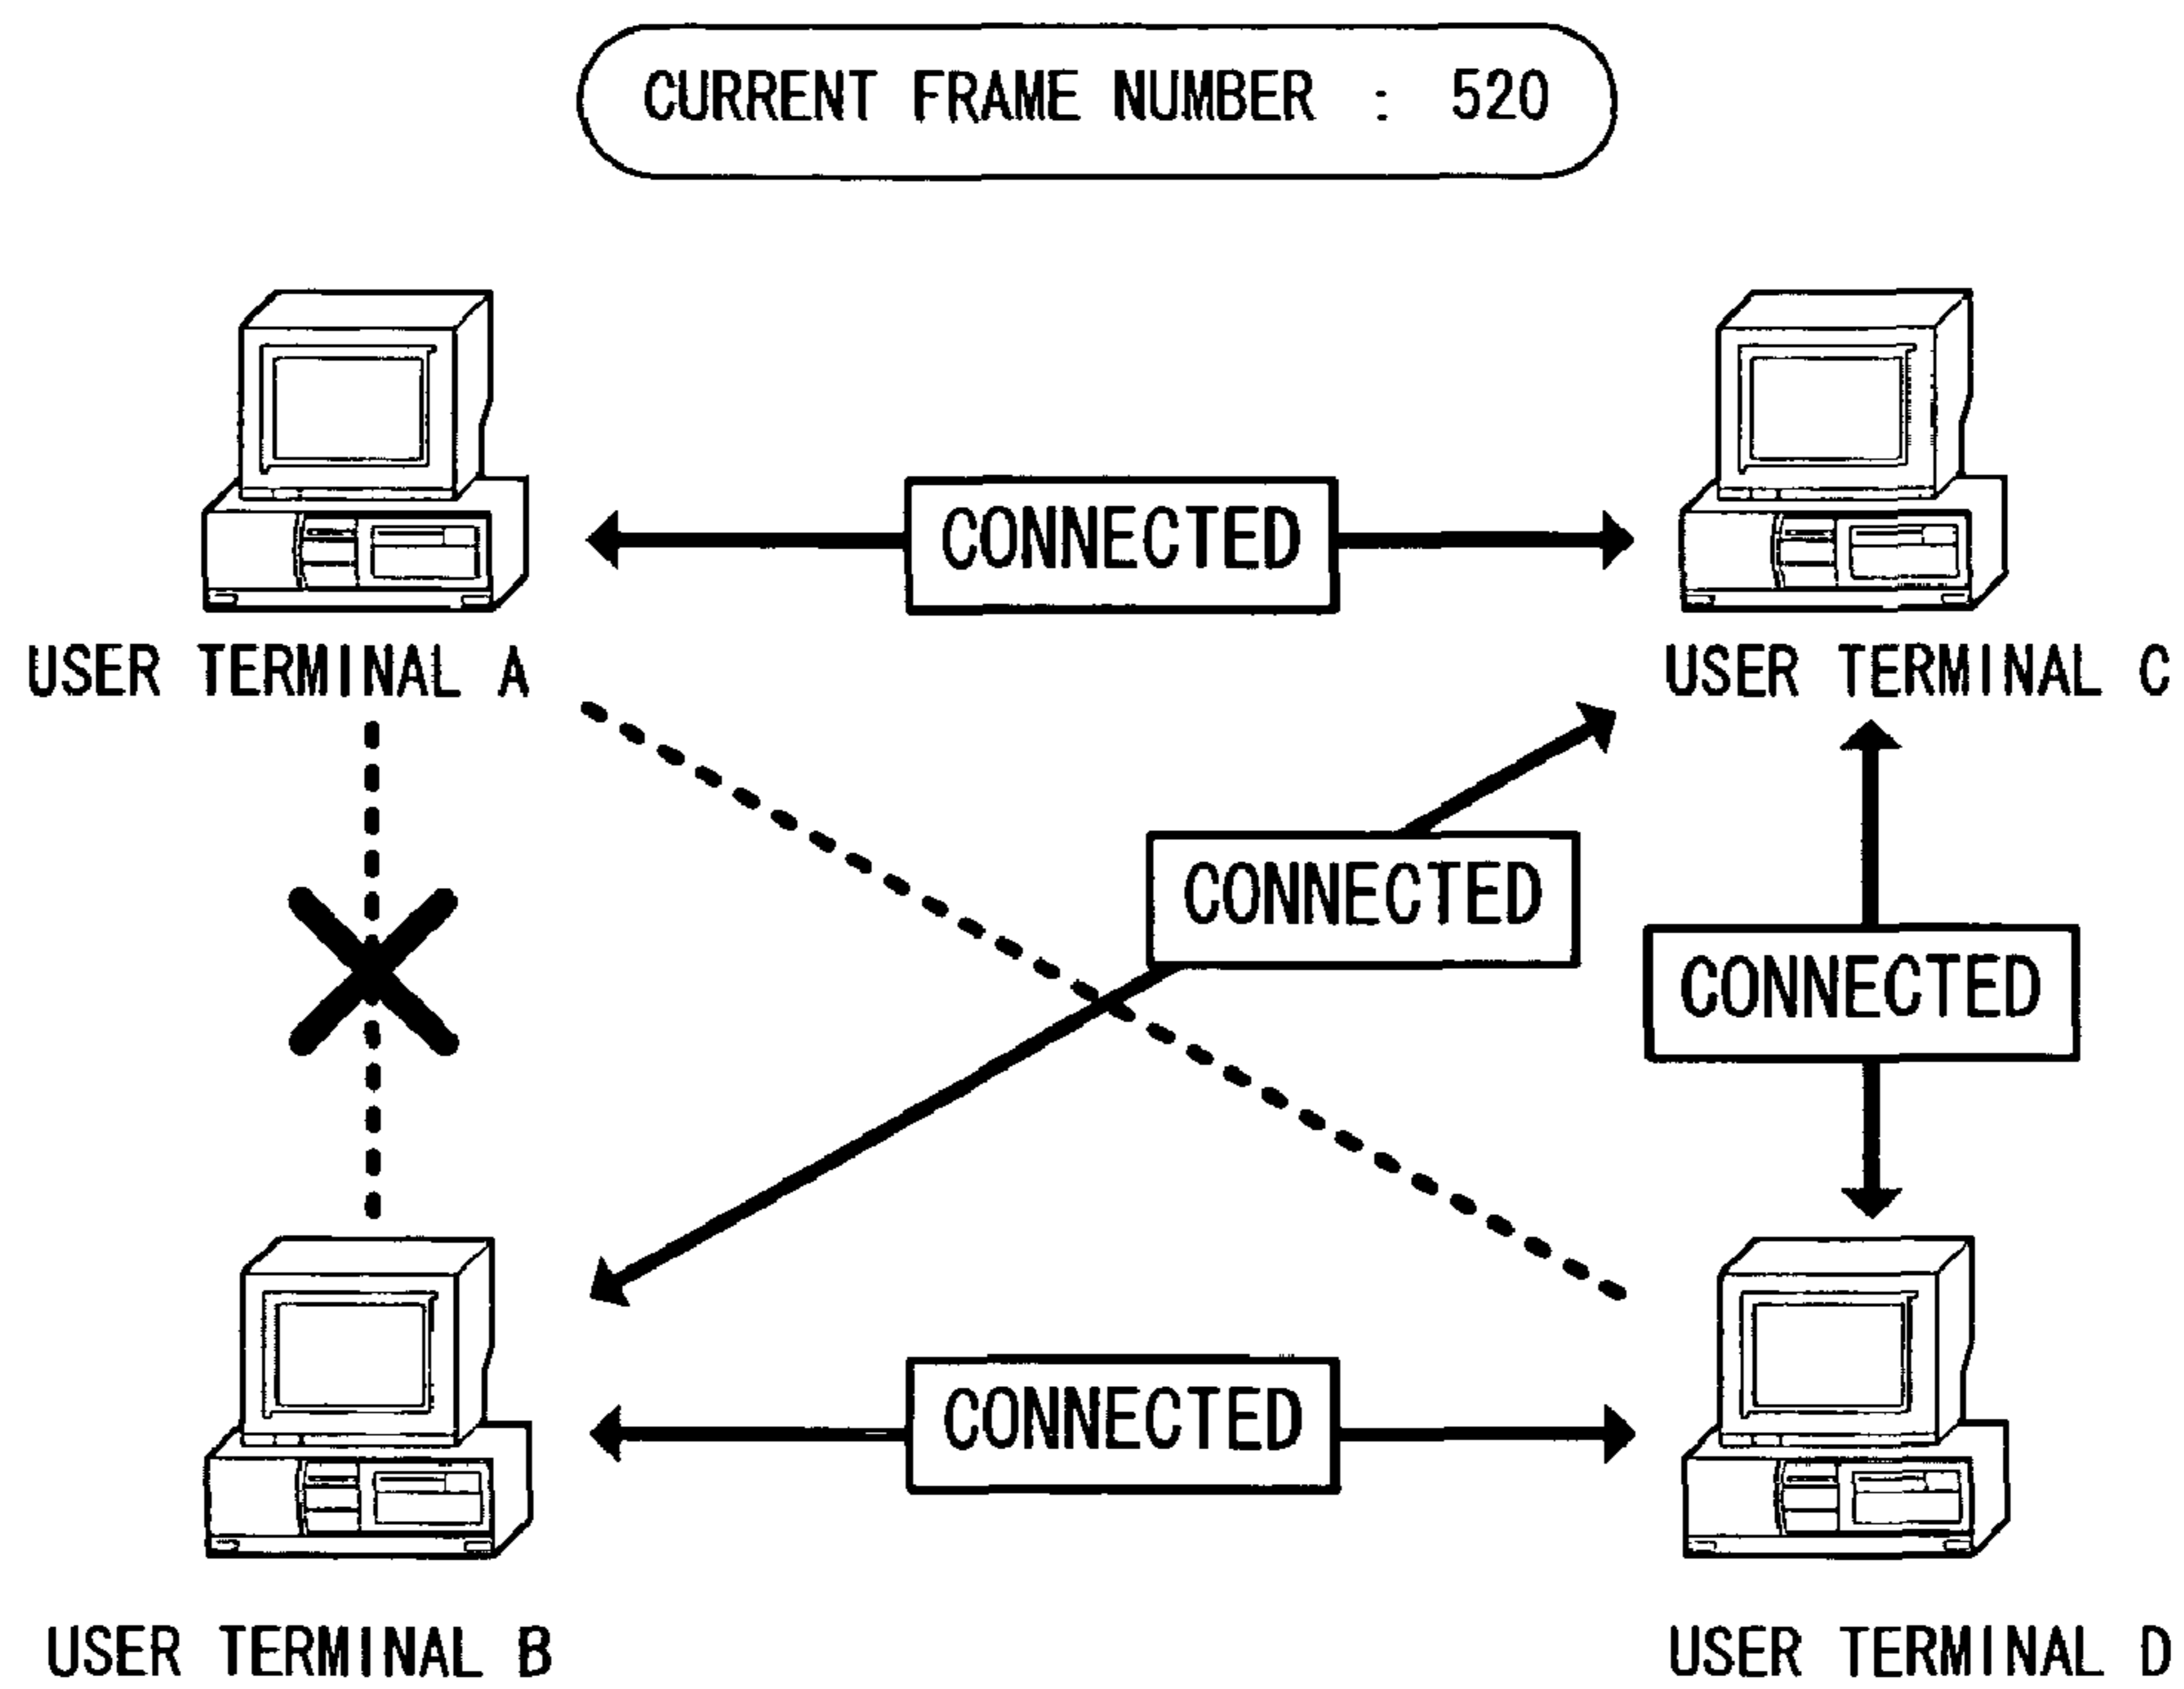 CURRENT FRAME NUMBER : 520
CONNECTED
USER TERMINAL A
USER TERMINAL C
CONNECTED
CONNECTED
CONNECTED
USER TERMINAL B
USER TERMINAL D